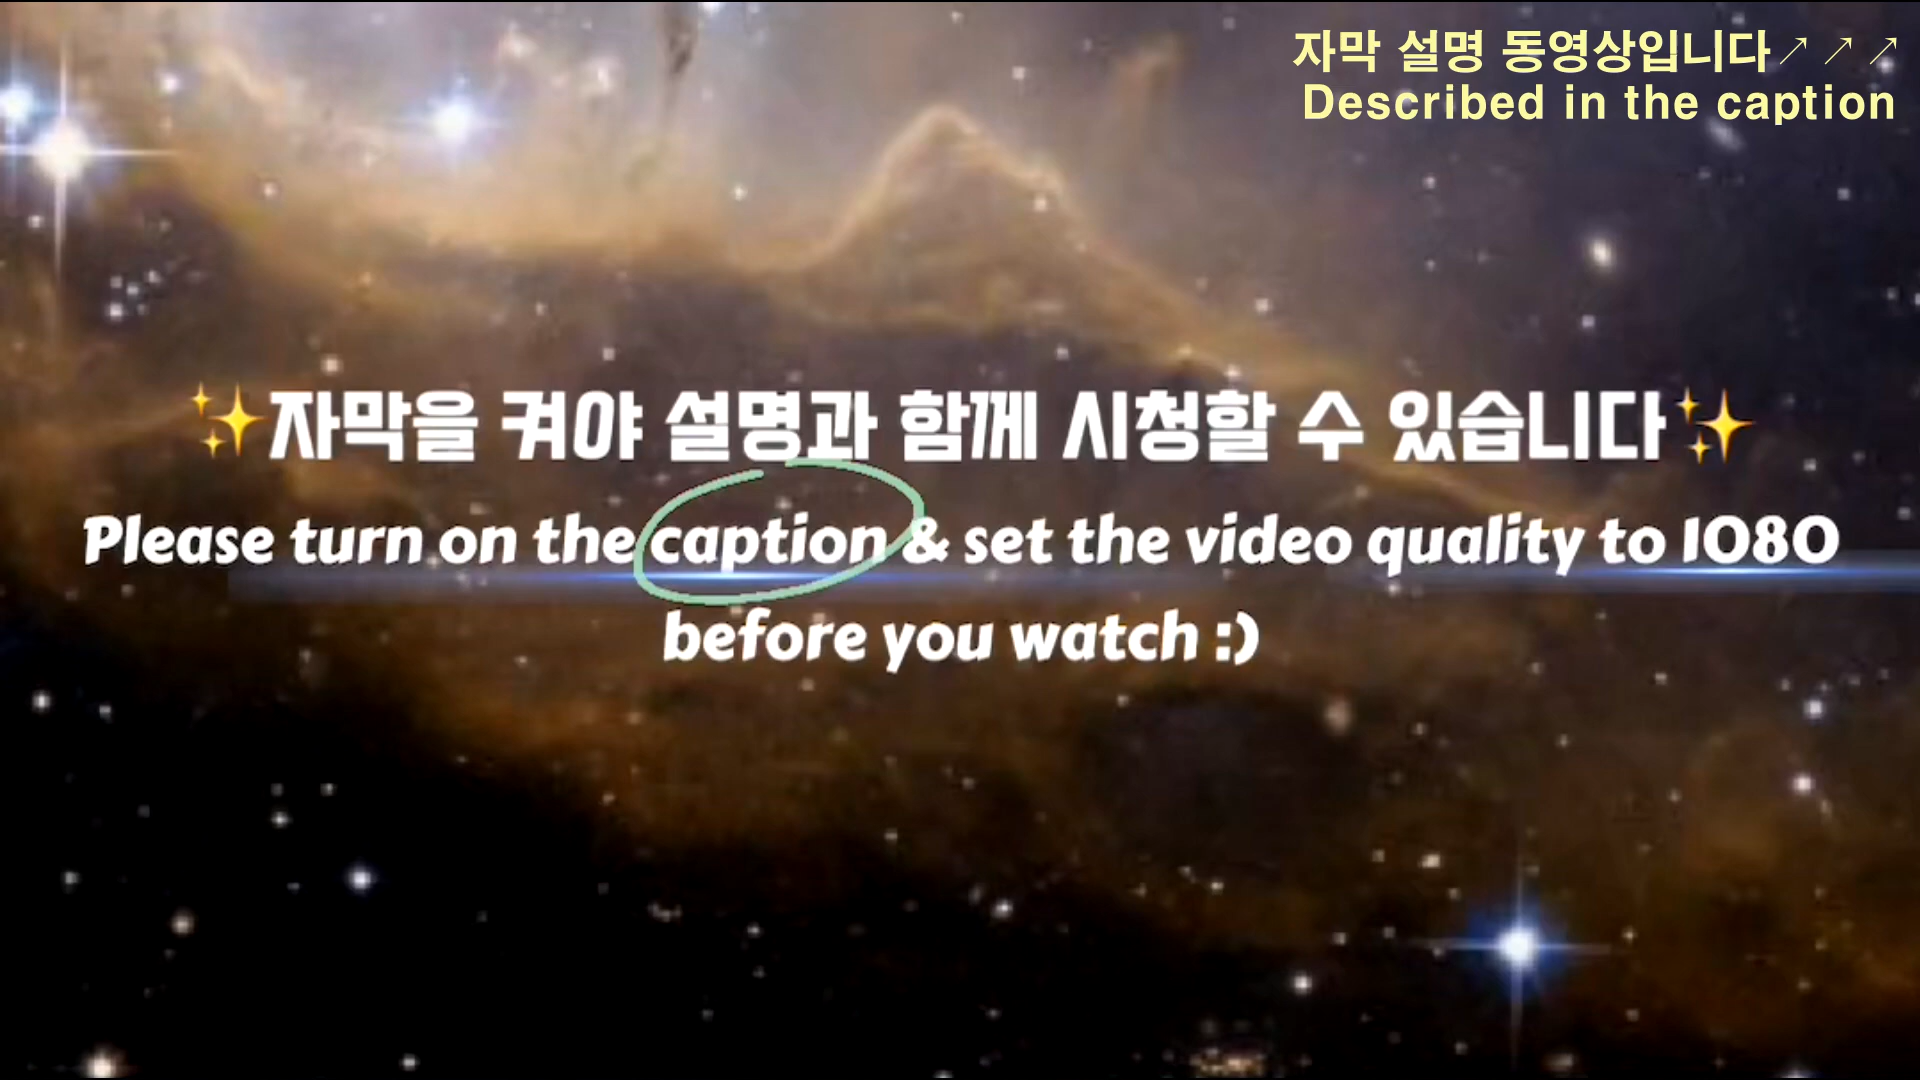 자막 설명 동영상입니다↗↗↗
Described in the caption
✨자막을 켜야 설명과 함께 시청할 수 있습니다✨
Please turn on the caption & set the video quality to 1080
before you watch :)